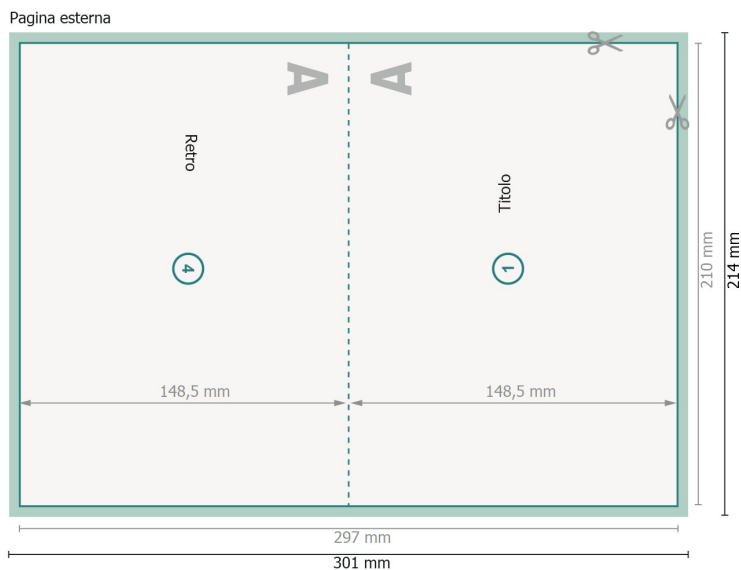 Pagina esterna
A
A
Retro
Titolo
4
1
148,5 mm
148,5 mm
210 mm
214 mm
297 mm
301 mm